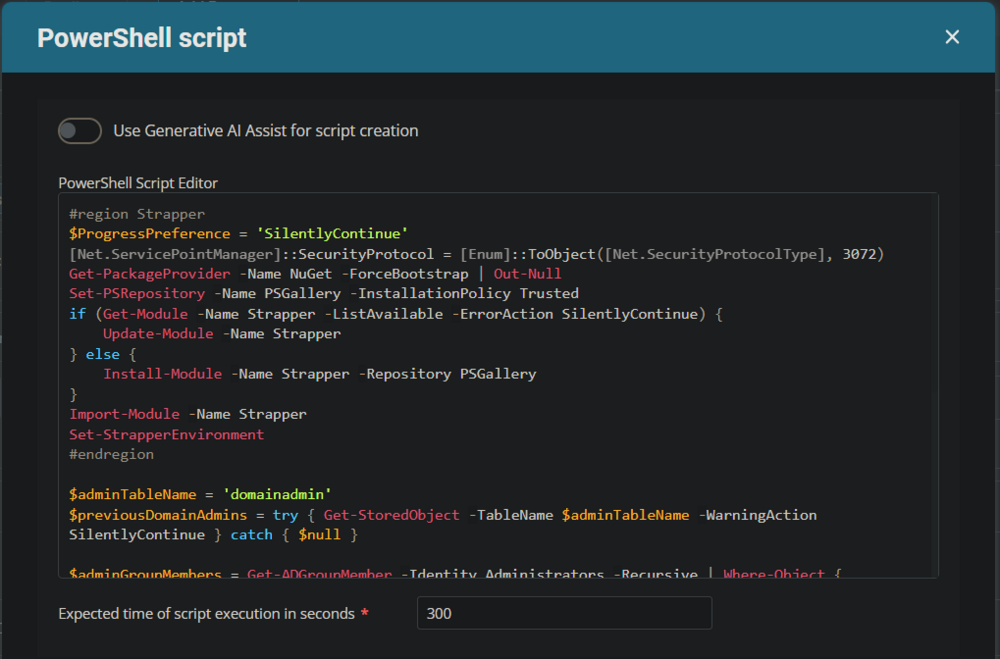 PowerShell script
Use Generative AI Assist for script creation
PowerShell Script Editor
#region Strapper
$ProgressPreference = 'SilentlyContinue'
[Net.ServicePointManager]::SecurityProtocol = [Enum]::ToObject([Net.SecurityProtocolType], 3072)
Get-PackageProvider -Name NuGet -ForceBootstrap | Out-Null
Set-PSRepository -Name PSGallery -InstallationPolicy Trusted
if (Get-Module -Name Strapper -ListAvailable -ErrorAction SilentlyContinue) {
    Update-Module -Name Strapper
} else {
    Install-Module -Name Strapper -Repository PSGallery
}
Import-Module -Name Strapper
Set-StrapperEnvironment
#endregion
$adminTableName = 'domainadmin'
$previousDomainAdmins = try { Get-StoredObject -TableName $adminTableName -WarningAction
SilentlyContinue } catch { $null }
$adminGroupMembers = Get-ADGroupMember -Identity Administrators -Recursive | Where-Object {
Expected time of script execution in seconds *
300